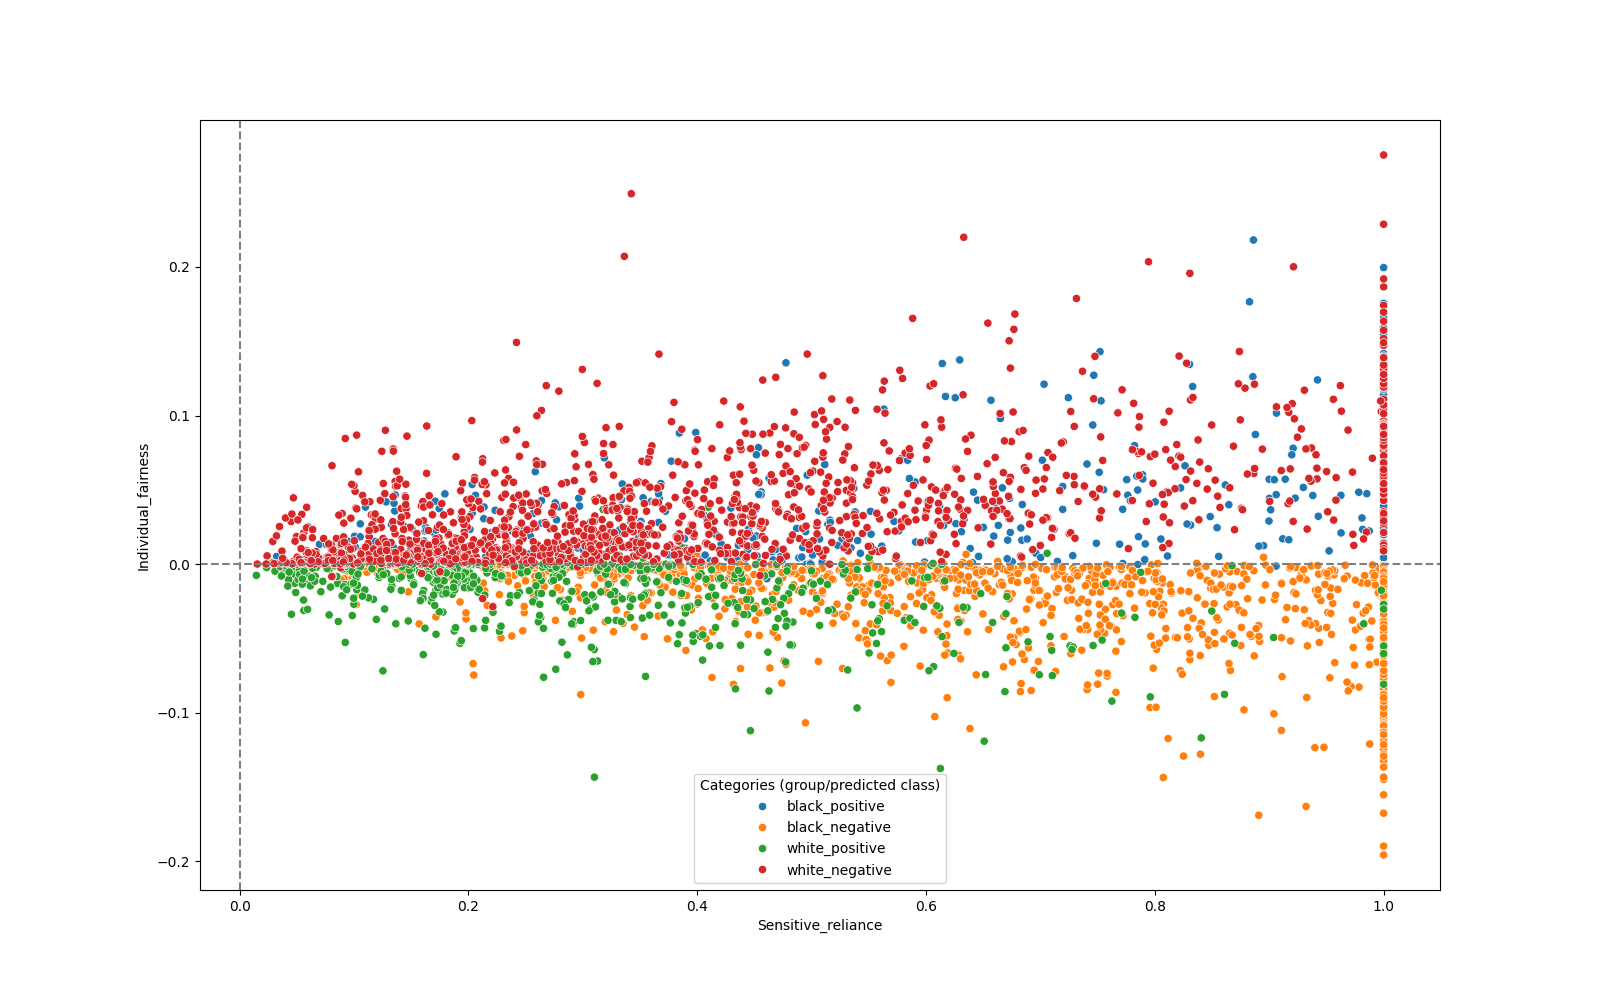 0.2
0.1
0.0
−0.1
−0.2
Individual_fairness
0.0
0.2
0.4
0.6
0.8
1.0
Sensitive_reliance
Categories (group/predicted class)
black_positive
black_negative
white_positive
white_negative